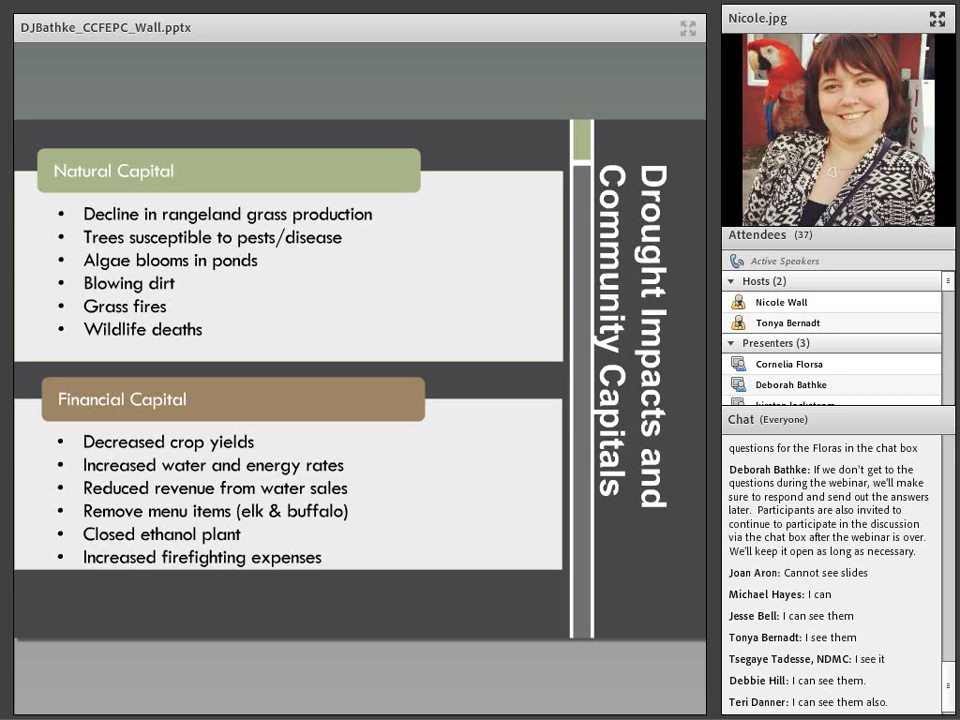 DJBathke_CCFEPC_Wall.pptx
Natural Capital
• Decline in rangeland grass production
• Trees susceptible to pests/disease
• Algae blooms in ponds
• Blowing dirt
• Grass fires
• Wildlife deaths
Financial Capital
• Decreased crop yields
• Increased water and energy rates
• Reduced revenue from water sales
• Remove menu items (elk & buffalo)
• Closed ethanol plant
• Increased firefighting expenses
Drought Impacts and
Community Capitals
Nicole.jpg
I
C
Attendees (37)
Active Speakers
Hosts (2)
Nicole Wall
Tonya Bernadt
Presenters (3)
Cornelia Florsa
Deborah Bathke
Chat (Everyone)
questions for the Floras in the chat box
Deborah Bathke: If we don't get to the
questions during the webinar, we'll make
sure to respond and send out the answers
later. Participants are also invited to
continue to participate in the discussion
via the chat box after the webinar is over.
We'll keep it open as long as necessary.
Joan Aron: Cannot see slides
Michael Hayes: I can
Jesse Bell: I can see them
Tonya Bernadt: I see them
Tsegaye Tadesse, NDMC: I see it
Debbie Hill: I can see them.
Teri Danner: I can see them also.